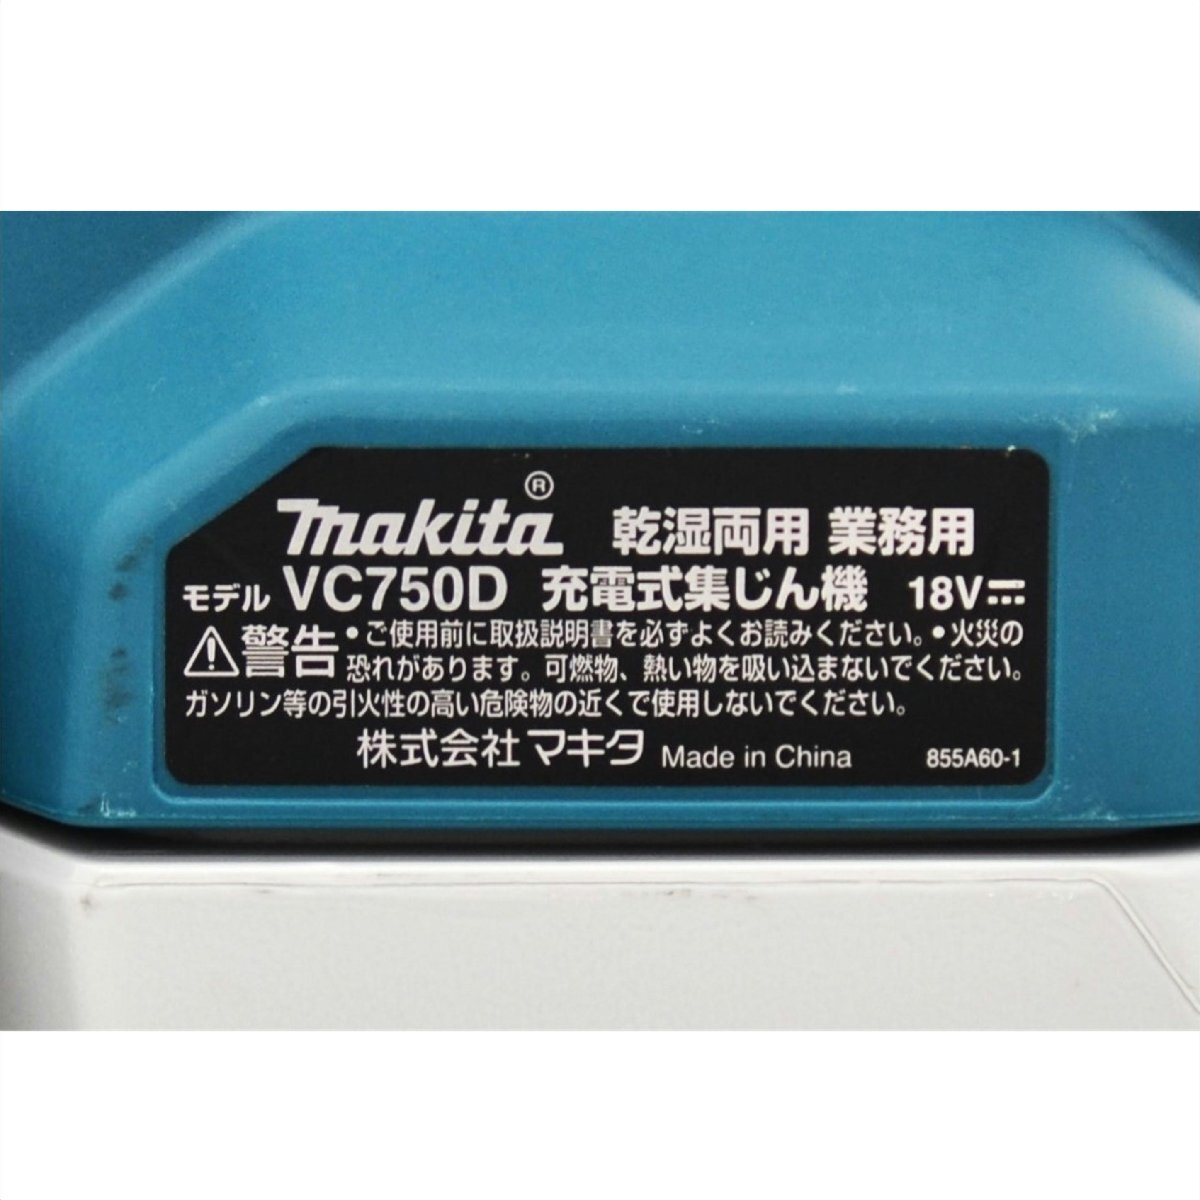 makita® 乾湿両用 業務用
モデル VC750D 充電式集じん機 18V⎓
⚠警告 •ご使用前に取扱説明書を必ずよくお読みください。•火災の
恐れがあります。可燃物、熱い物を吸い込まないでください。
ガソリン等の引火性の高い危険物の近くで使用しないでください。
株式会社マキタ Made in China 855A60-1